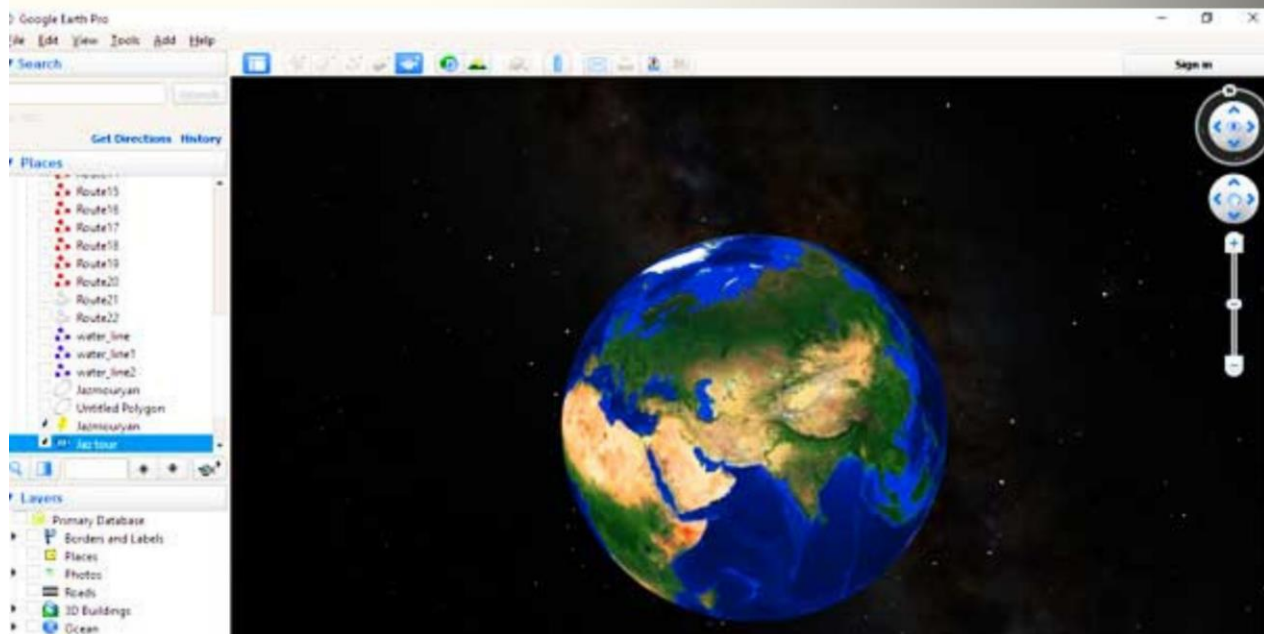 Google Earth Pro
File Edit View Tools Add Help
Search
Sign in
Get Directions History
Places
Route15
Route16
Route17
Route18
Route19
Route20
Route21
Route22
water_line
water_line1
water_line2
Jazmouryan
Untitled Polygon
Jazmouryan
Jaz tour
Layers
Primary Database
Borders and Labels
Places
Photos
Roads
3D Buildings
Ocean